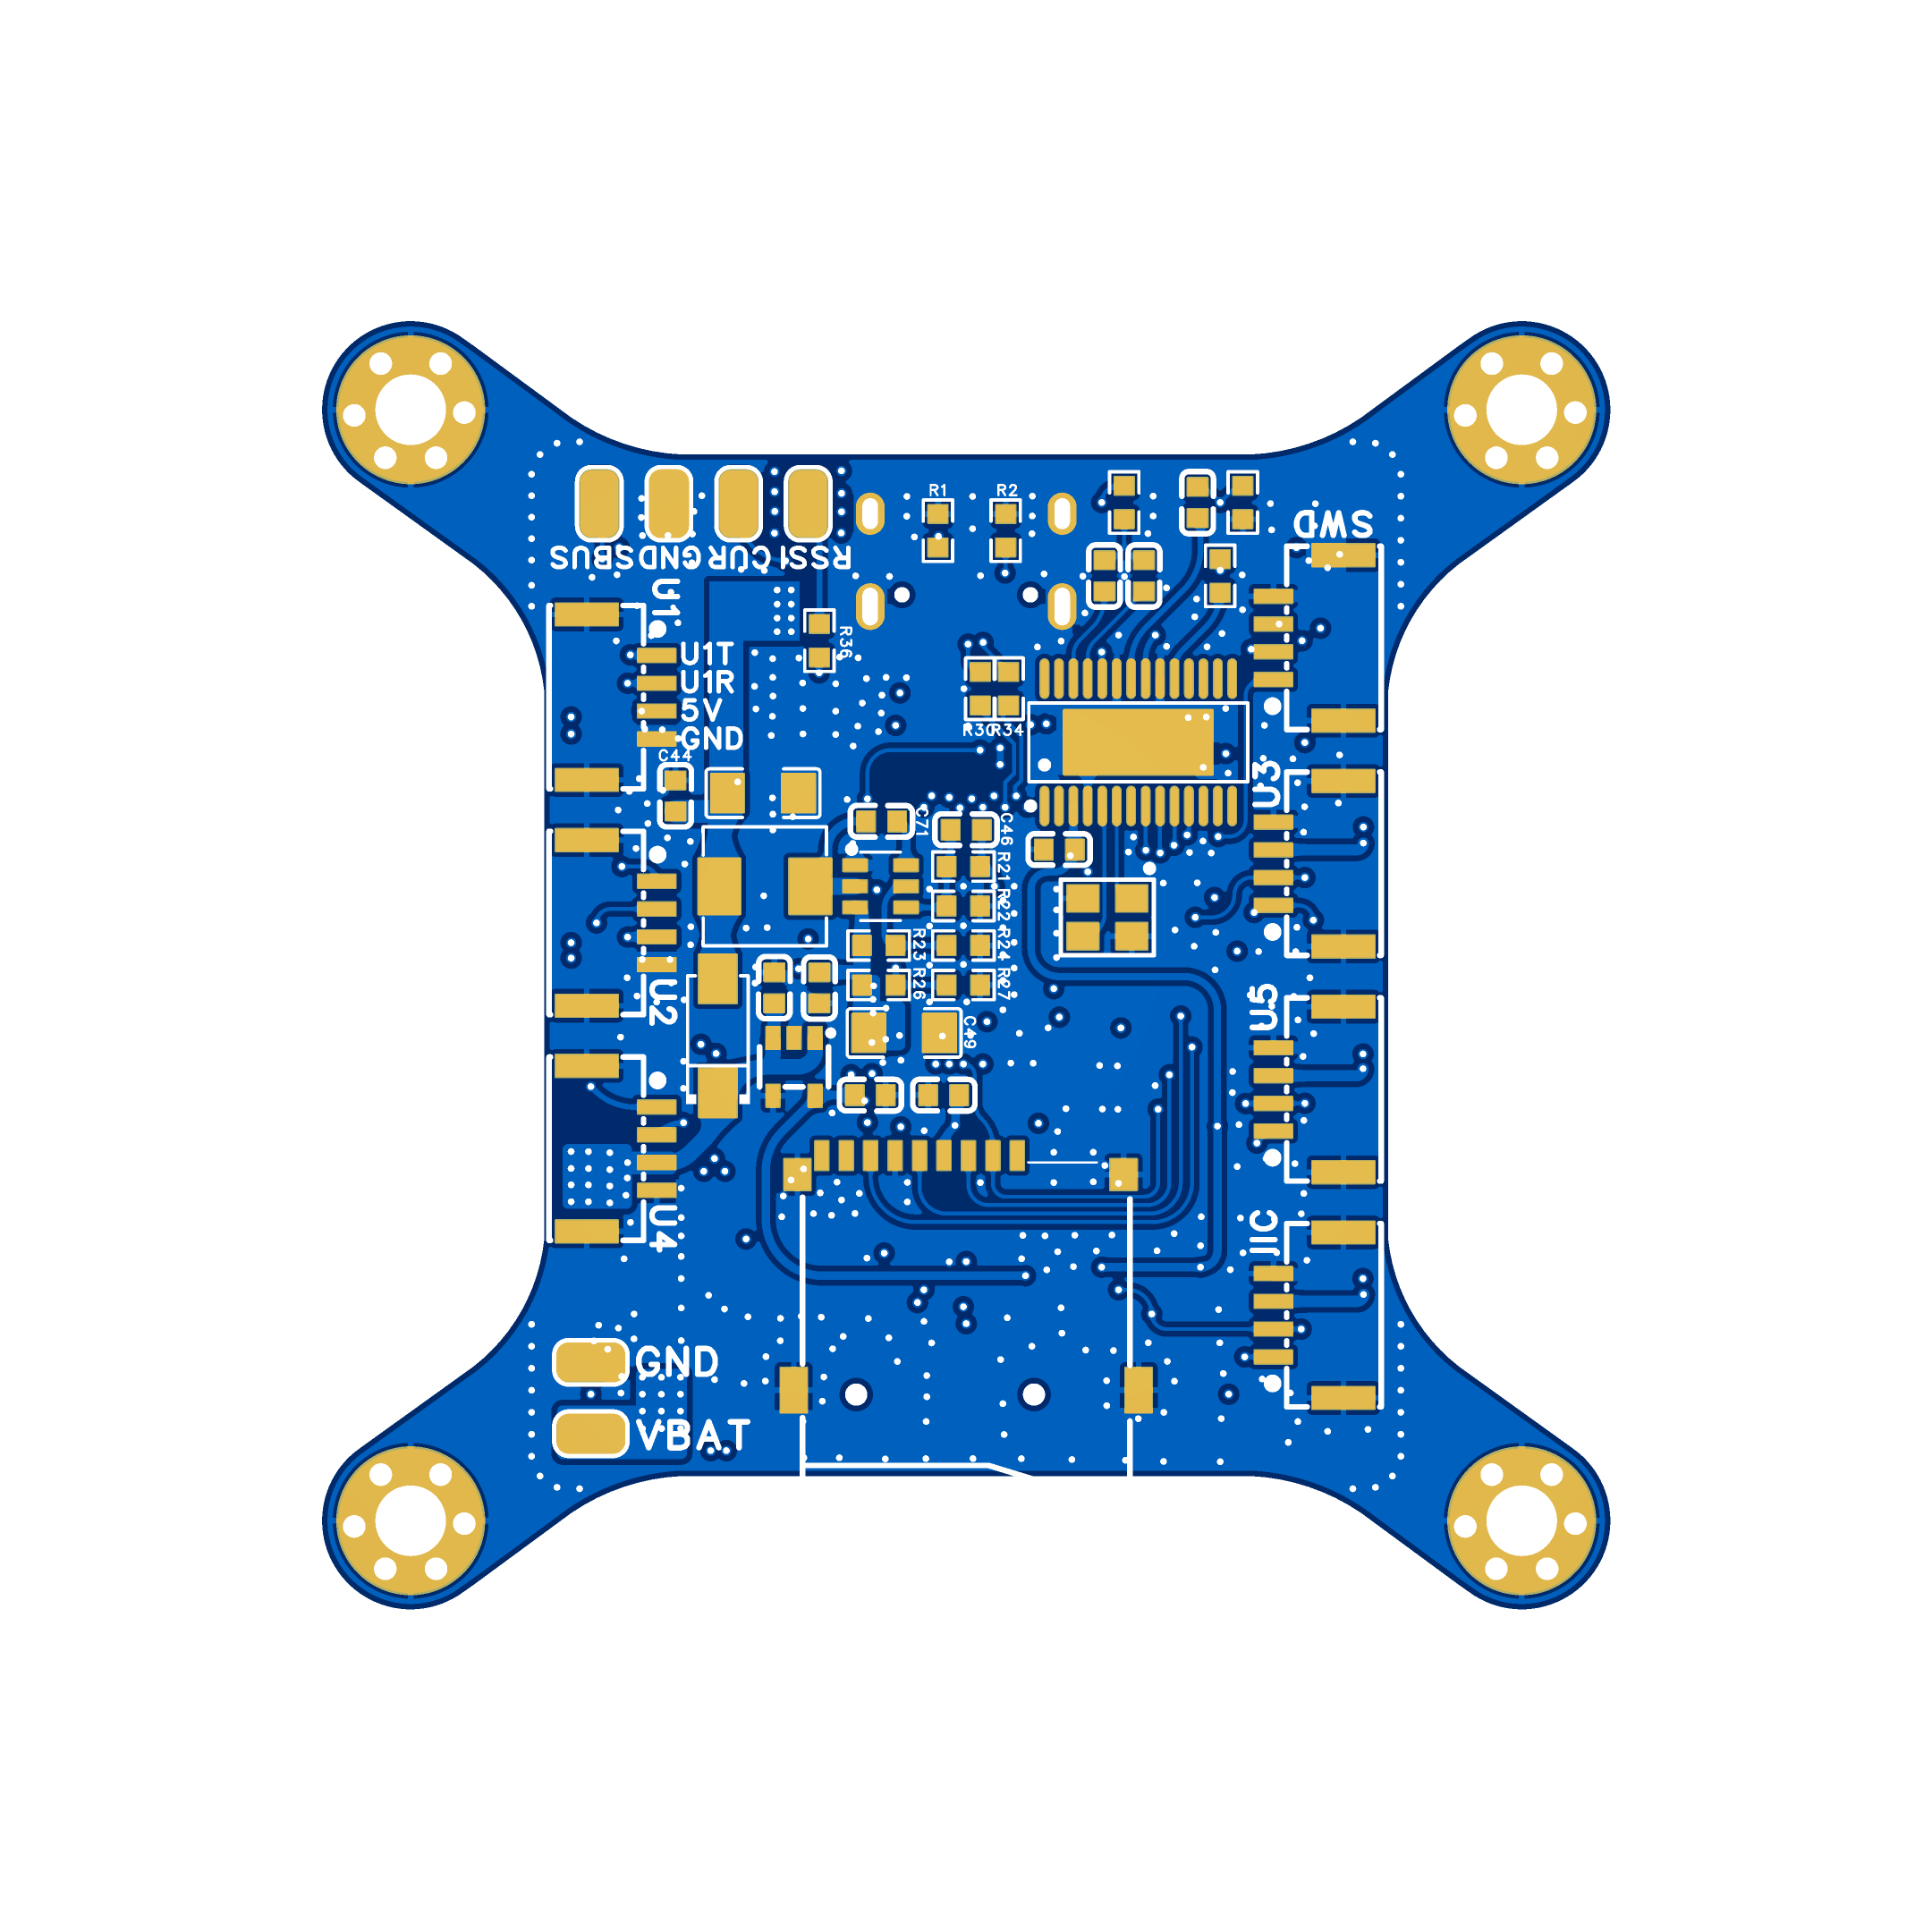 R1
R2
SWD
SBUS
GND
CUR
RSSI
U1
R36
U1T
U1R
5V
GND
R30
R34
C44
U3
C71
C46
R21
R22
R23
R24
R26
R27
U2
U5
C49
U4
JIC
GND
VBAT